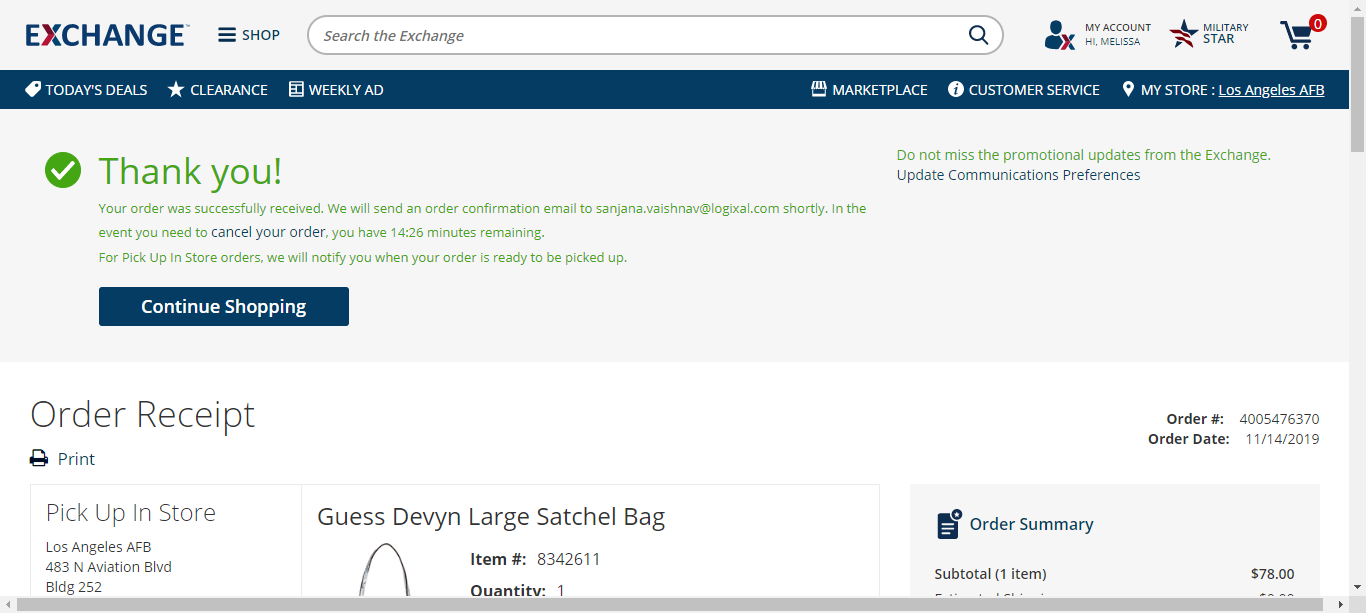 EXCHANGE
SHOP
Search the Exchange
MY ACCOUNT
HI, MELISSA
MILITARY
STAR
0
TODAY'S DEALS
CLEARANCE
WEEKLY AD
MARKETPLACE
CUSTOMER SERVICE
MY STORE : Los Angeles AFB
Thank you!
Your order was successfully received. We will send an order confirmation email to sanjana.vaishnav@logixal.com shortly. In the
event you need to cancel your order, you have 14:26 minutes remaining.
For Pick Up In Store orders, we will notify you when your order is ready to be picked up.
Continue Shopping
Do not miss the promotional updates from the Exchange.
Update Communications Preferences
Order Receipt
Print
Order #: 4005476370
Order Date: 11/14/2019
Pick Up In Store
Los Angeles AFB
483 N Aviation Blvd
Bldg 252
Guess Devyn Large Satchel Bag
Item #: 8342611
Quantity: 1
Order Summary
Subtotal (1 item) $78.00